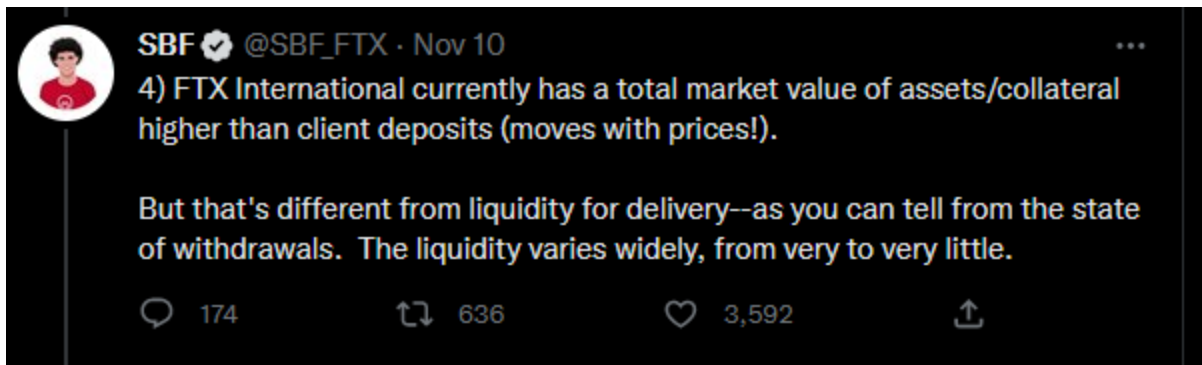 SBF @SBF_FTX · Nov 10
4) FTX International currently has a total market value of assets/collateral
higher than client deposits (moves with prices!).
But that's different from liquidity for delivery--as you can tell from the state
of withdrawals.  The liquidity varies widely, from very to very little.
174 636 3,592